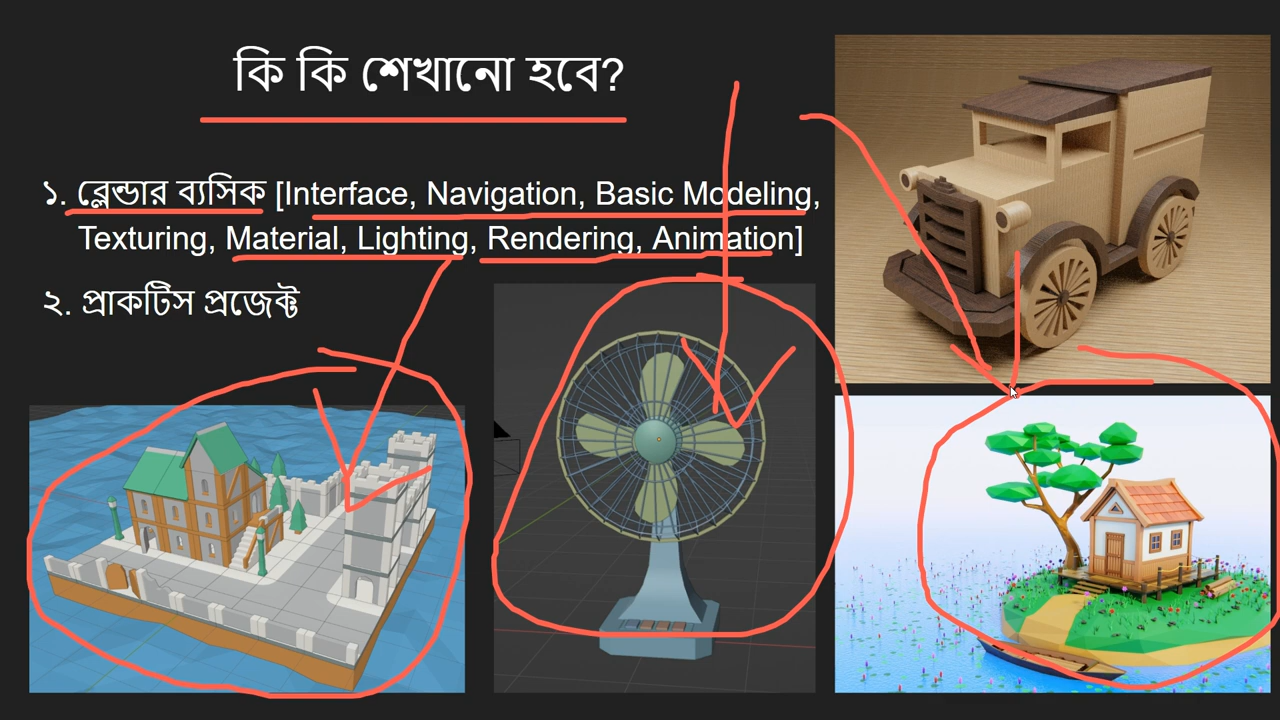 কি কি শেখানো হবে?
১. ব্লেন্ডার ব্যসিক [Interface, Navigation, Basic Modeling,
Texturing, Material, Lighting, Rendering, Animation]
২. প্রাকটিস প্রজেক্ট